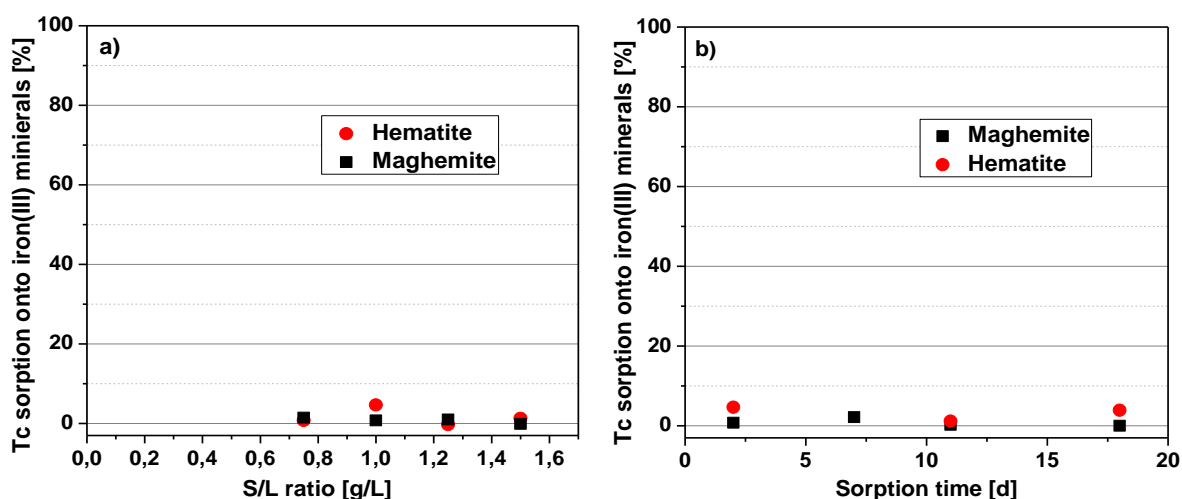 Tc sorption onto iron(III) minierals [%]
100
80
60
40
20
0
a)
Hematite
Maghemite
0,0 0,2 0,4 0,6 0,8 1,0 1,2 1,4 1,6
S/L ratio [g/L]
Tc sorption onto iron(III) minerals [%]
100
80
60
40
20
0
b)
Maghemite
Hematite
0 5 10 15 20
Sorption time [d]